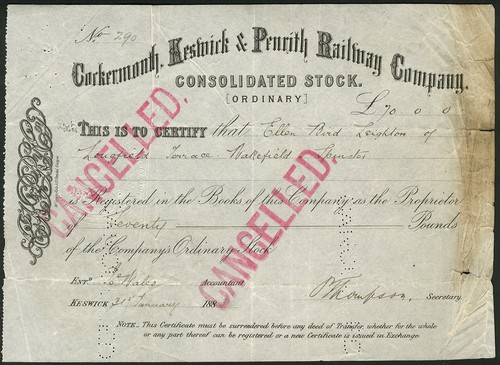 No 290
Cockermouth, Keswick & Penrith Railway Company.
CONSOLIDATED STOCK.
[ORDINARY]
£70 0 0
THIS IS TO CERTIFY that Ellen Bird Leighton of
Longfield Terrace Wakefield Spinster
is Registered in the Books of this Company as the Proprietor
of Seventy Pounds
of the Company's Ordinary Stock
ENTD. Accountant
KESWICK 21st January 188
Thompson, Secretary.
NOTE. This Certificate must be surrendered before any deed of Transfer, whether for the whole
or any part thereof can be registered or a new Certificate is issued in Exchange.
CANCELLED.
CANCELLED.